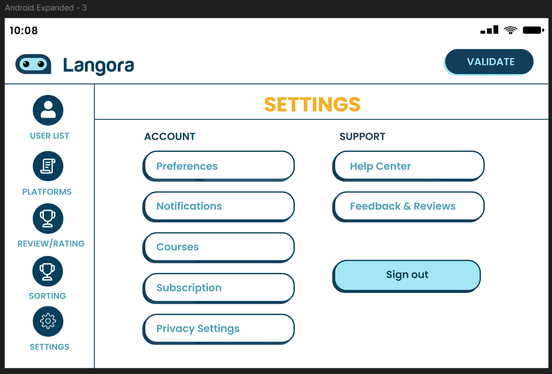 Android Expanded - 3
10:08
Langora
VALIDATE
USER LIST
PLATFORMS
REVIEW/RATING
SORTING
SETTINGS
SETTINGS
ACCOUNT
Preferences
Notifications
Courses
Subscription
Privacy Settings
SUPPORT
Help Center
Feedback & Reviews
Sign out